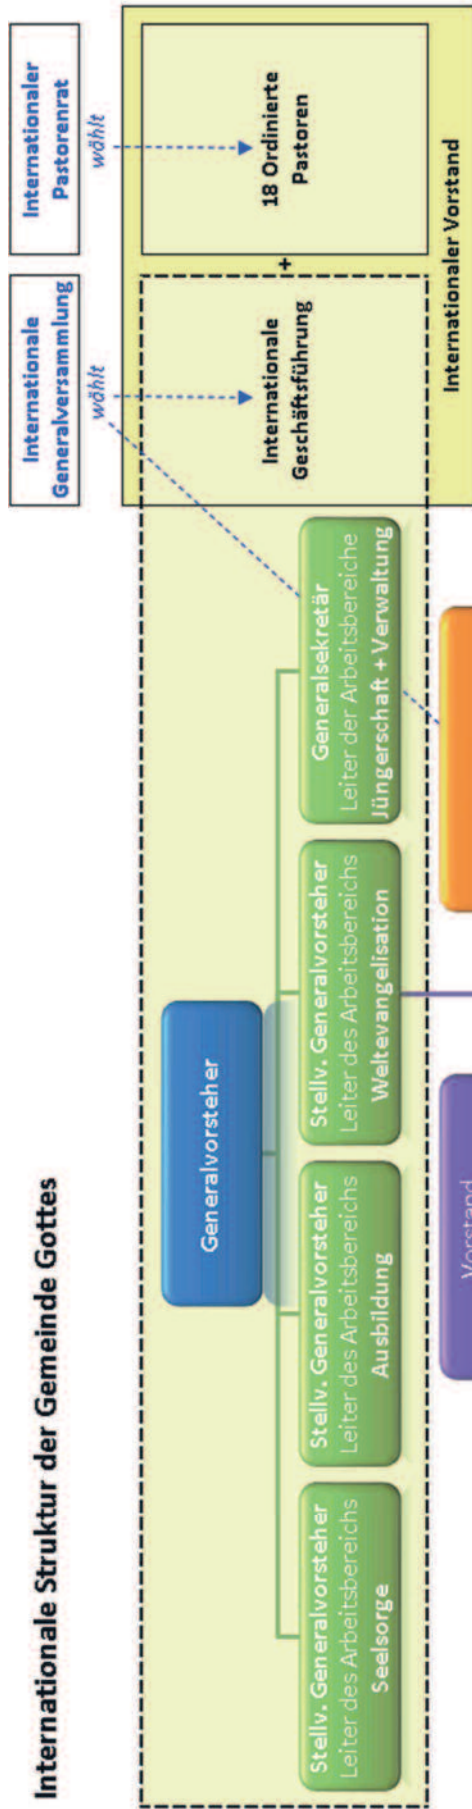 Internationale Struktur der Gemeinde Gottes
Internationale
Generalversammlung
Internationaler
Pastorenrat
wählt
wählt
Generalvorsteher
Internationale
Geschäftsführung
+
18 Ordinierte
Pastoren
Stellv. Generalvorsteher
Leiter des Arbeitsbereichs
Seelsorge
Stellv. Generalvorsteher
Leiter des Arbeitsbereichs
Ausbildung
Stellv. Generalvorsteher
Leiter des Arbeitsbereichs
Weltevangelisation
Generalsekretär
Leiter der Arbeitsbereiche
Jüngerschaft + Verwaltung
Internationaler Vorstand
Vorstand